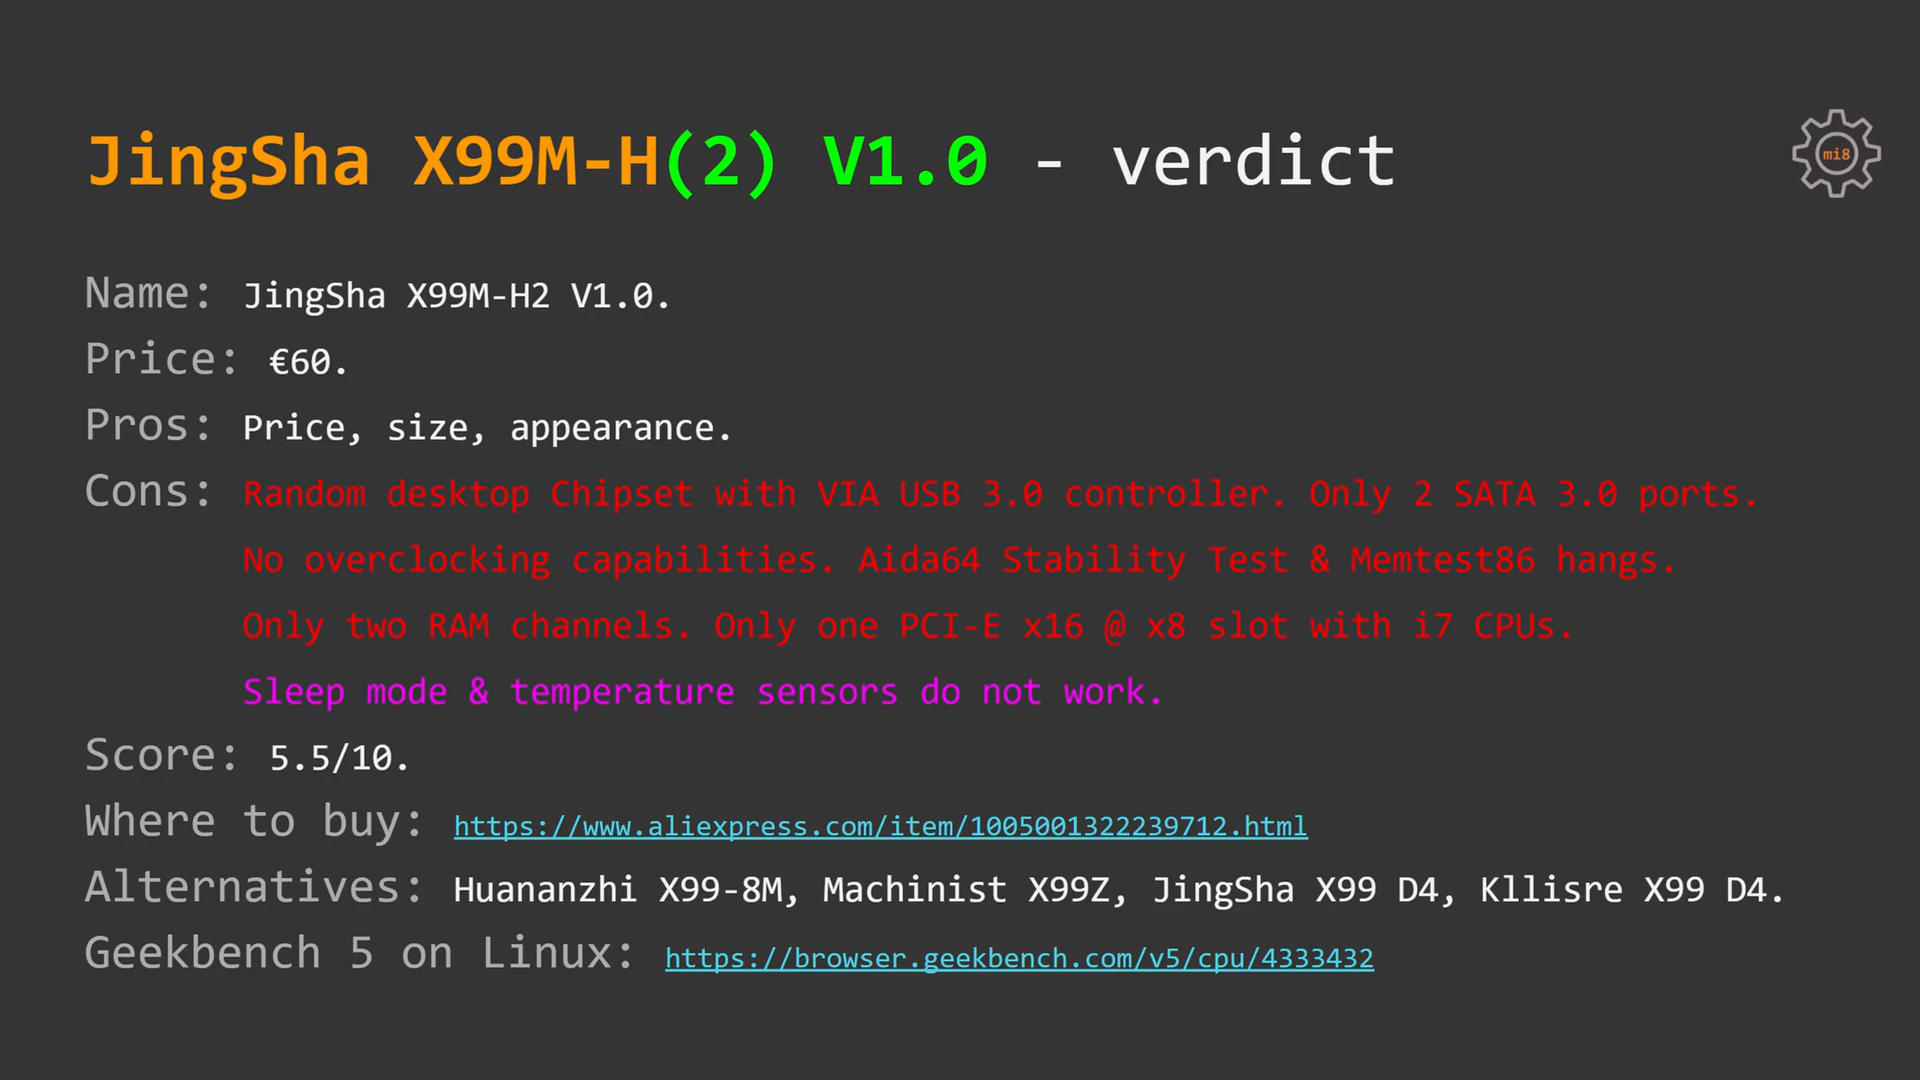 JingSha X99M-H(2) V1.0 - verdict
mi8
Name: JingSha X99M-H2 V1.0.
Price: €60.
Pros: Price, size, appearance.
Cons: Random desktop Chipset with VIA USB 3.0 controller. Only 2 SATA 3.0 ports.
No overclocking capabilities. Aida64 Stability Test & Memtest86 hangs.
Only two RAM channels. Only one PCI-E x16 @ x8 slot with i7 CPUs.
Sleep mode & temperature sensors do not work.
Score: 5.5/10.
Where to buy: https://www.aliexpress.com/item/1005001322239712.html
Alternatives: Huananzhi X99-8M, Machinist X99Z, JingSha X99 D4, Kllisre X99 D4.
Geekbench 5 on Linux: https://browser.geekbench.com/v5/cpu/4333432